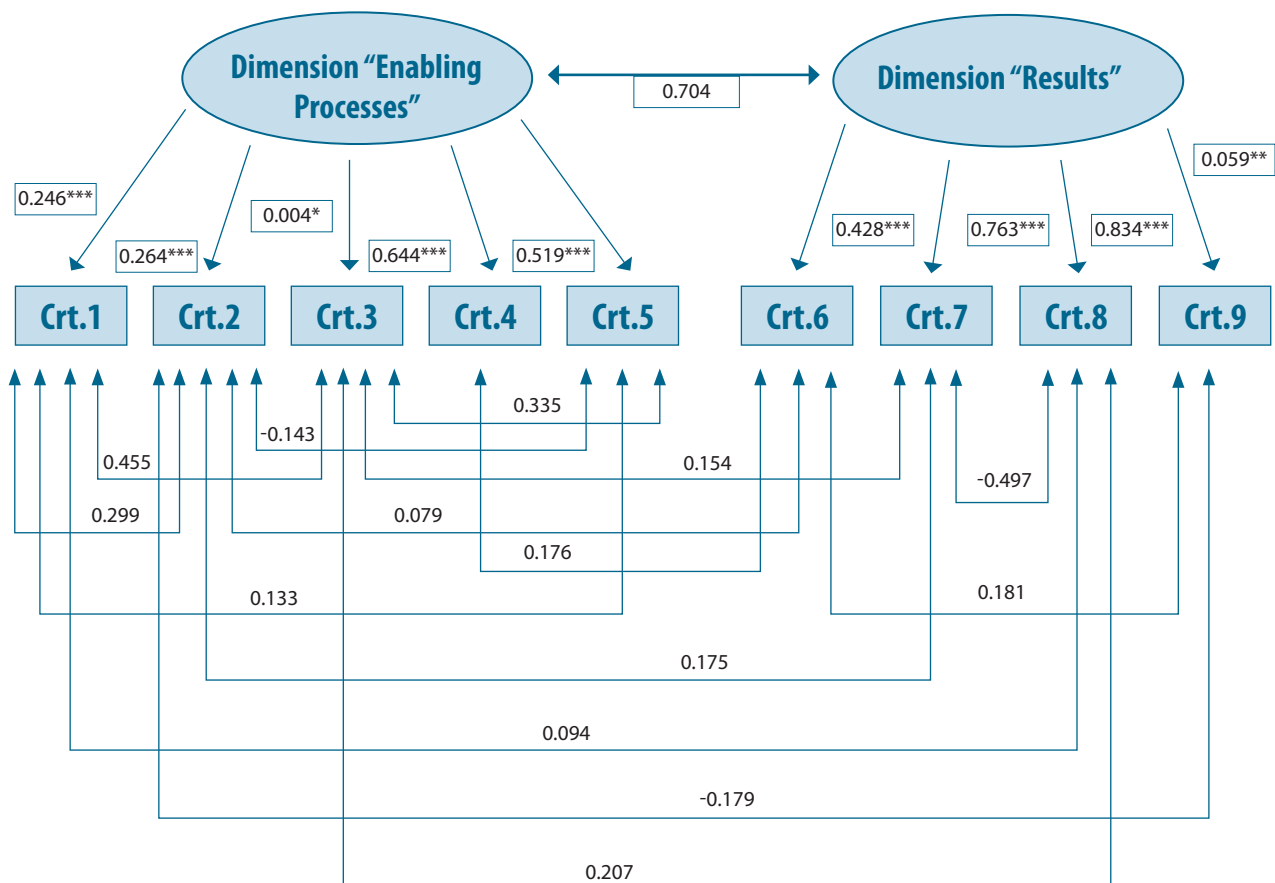 Dimension “Enabling
Processes”
Dimension “Results”
0.704
0.246***
0.264***
0.004*
0.644***
0.519***
0.428***
0.763***
0.834***
0.059**
Crt.1
Crt.2
Crt.3
Crt.4
Crt.5
Crt.6
Crt.7
Crt.8
Crt.9
0.335
-0.143
0.455
0.154
-0.497
0.299
0.079
0.176
0.133
0.181
0.175
0.094
-0.179
0.207